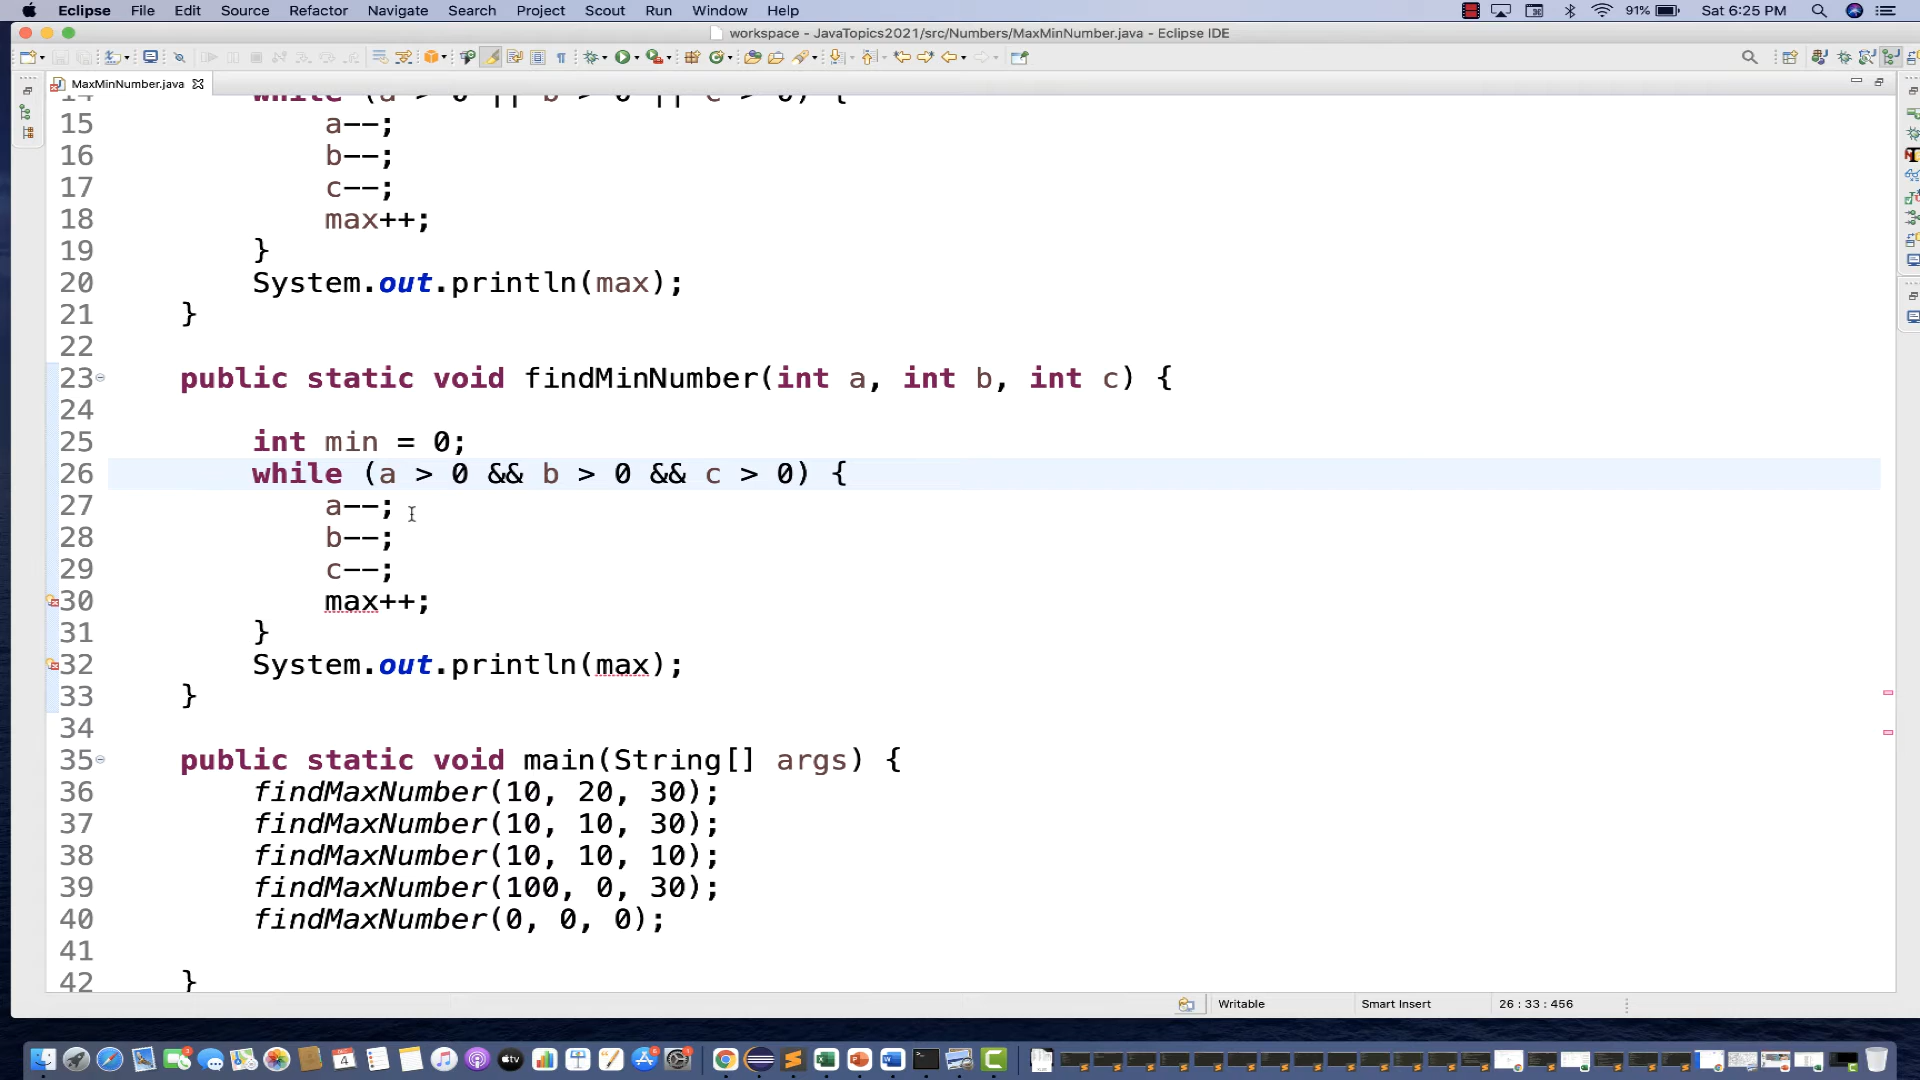 Eclipse File Edit Source Refactor Navigate Search Project Scout Run Window Help 91% Sat 6:25 PM
workspace - JavaTopics2021/src/Numbers/MaxMinNumber.java - Eclipse IDE
MaxMinNumber.java
14 while (a > 0 || b > 0 || c > 0) {
15 a--;
16 b--;
17 c--;
18 max++;
19 }
20 System.out.println(max);
21 }
22
23 public static void findMinNumber(int a, int b, int c) {
24
25 int min = 0;
26 while (a > 0 && b > 0 && c > 0) {
27 a--;
28 b--;
29 c--;
30 max++;
31 }
32 System.out.println(max);
33 }
34
35 public static void main(String[] args) {
36 findMaxNumber(10, 20, 30);
37 findMaxNumber(10, 10, 30);
38 findMaxNumber(10, 10, 10);
39 findMaxNumber(100, 0, 30);
40 findMaxNumber(0, 0, 0);
41
42 }
Writable Smart Insert 26 : 33 : 456